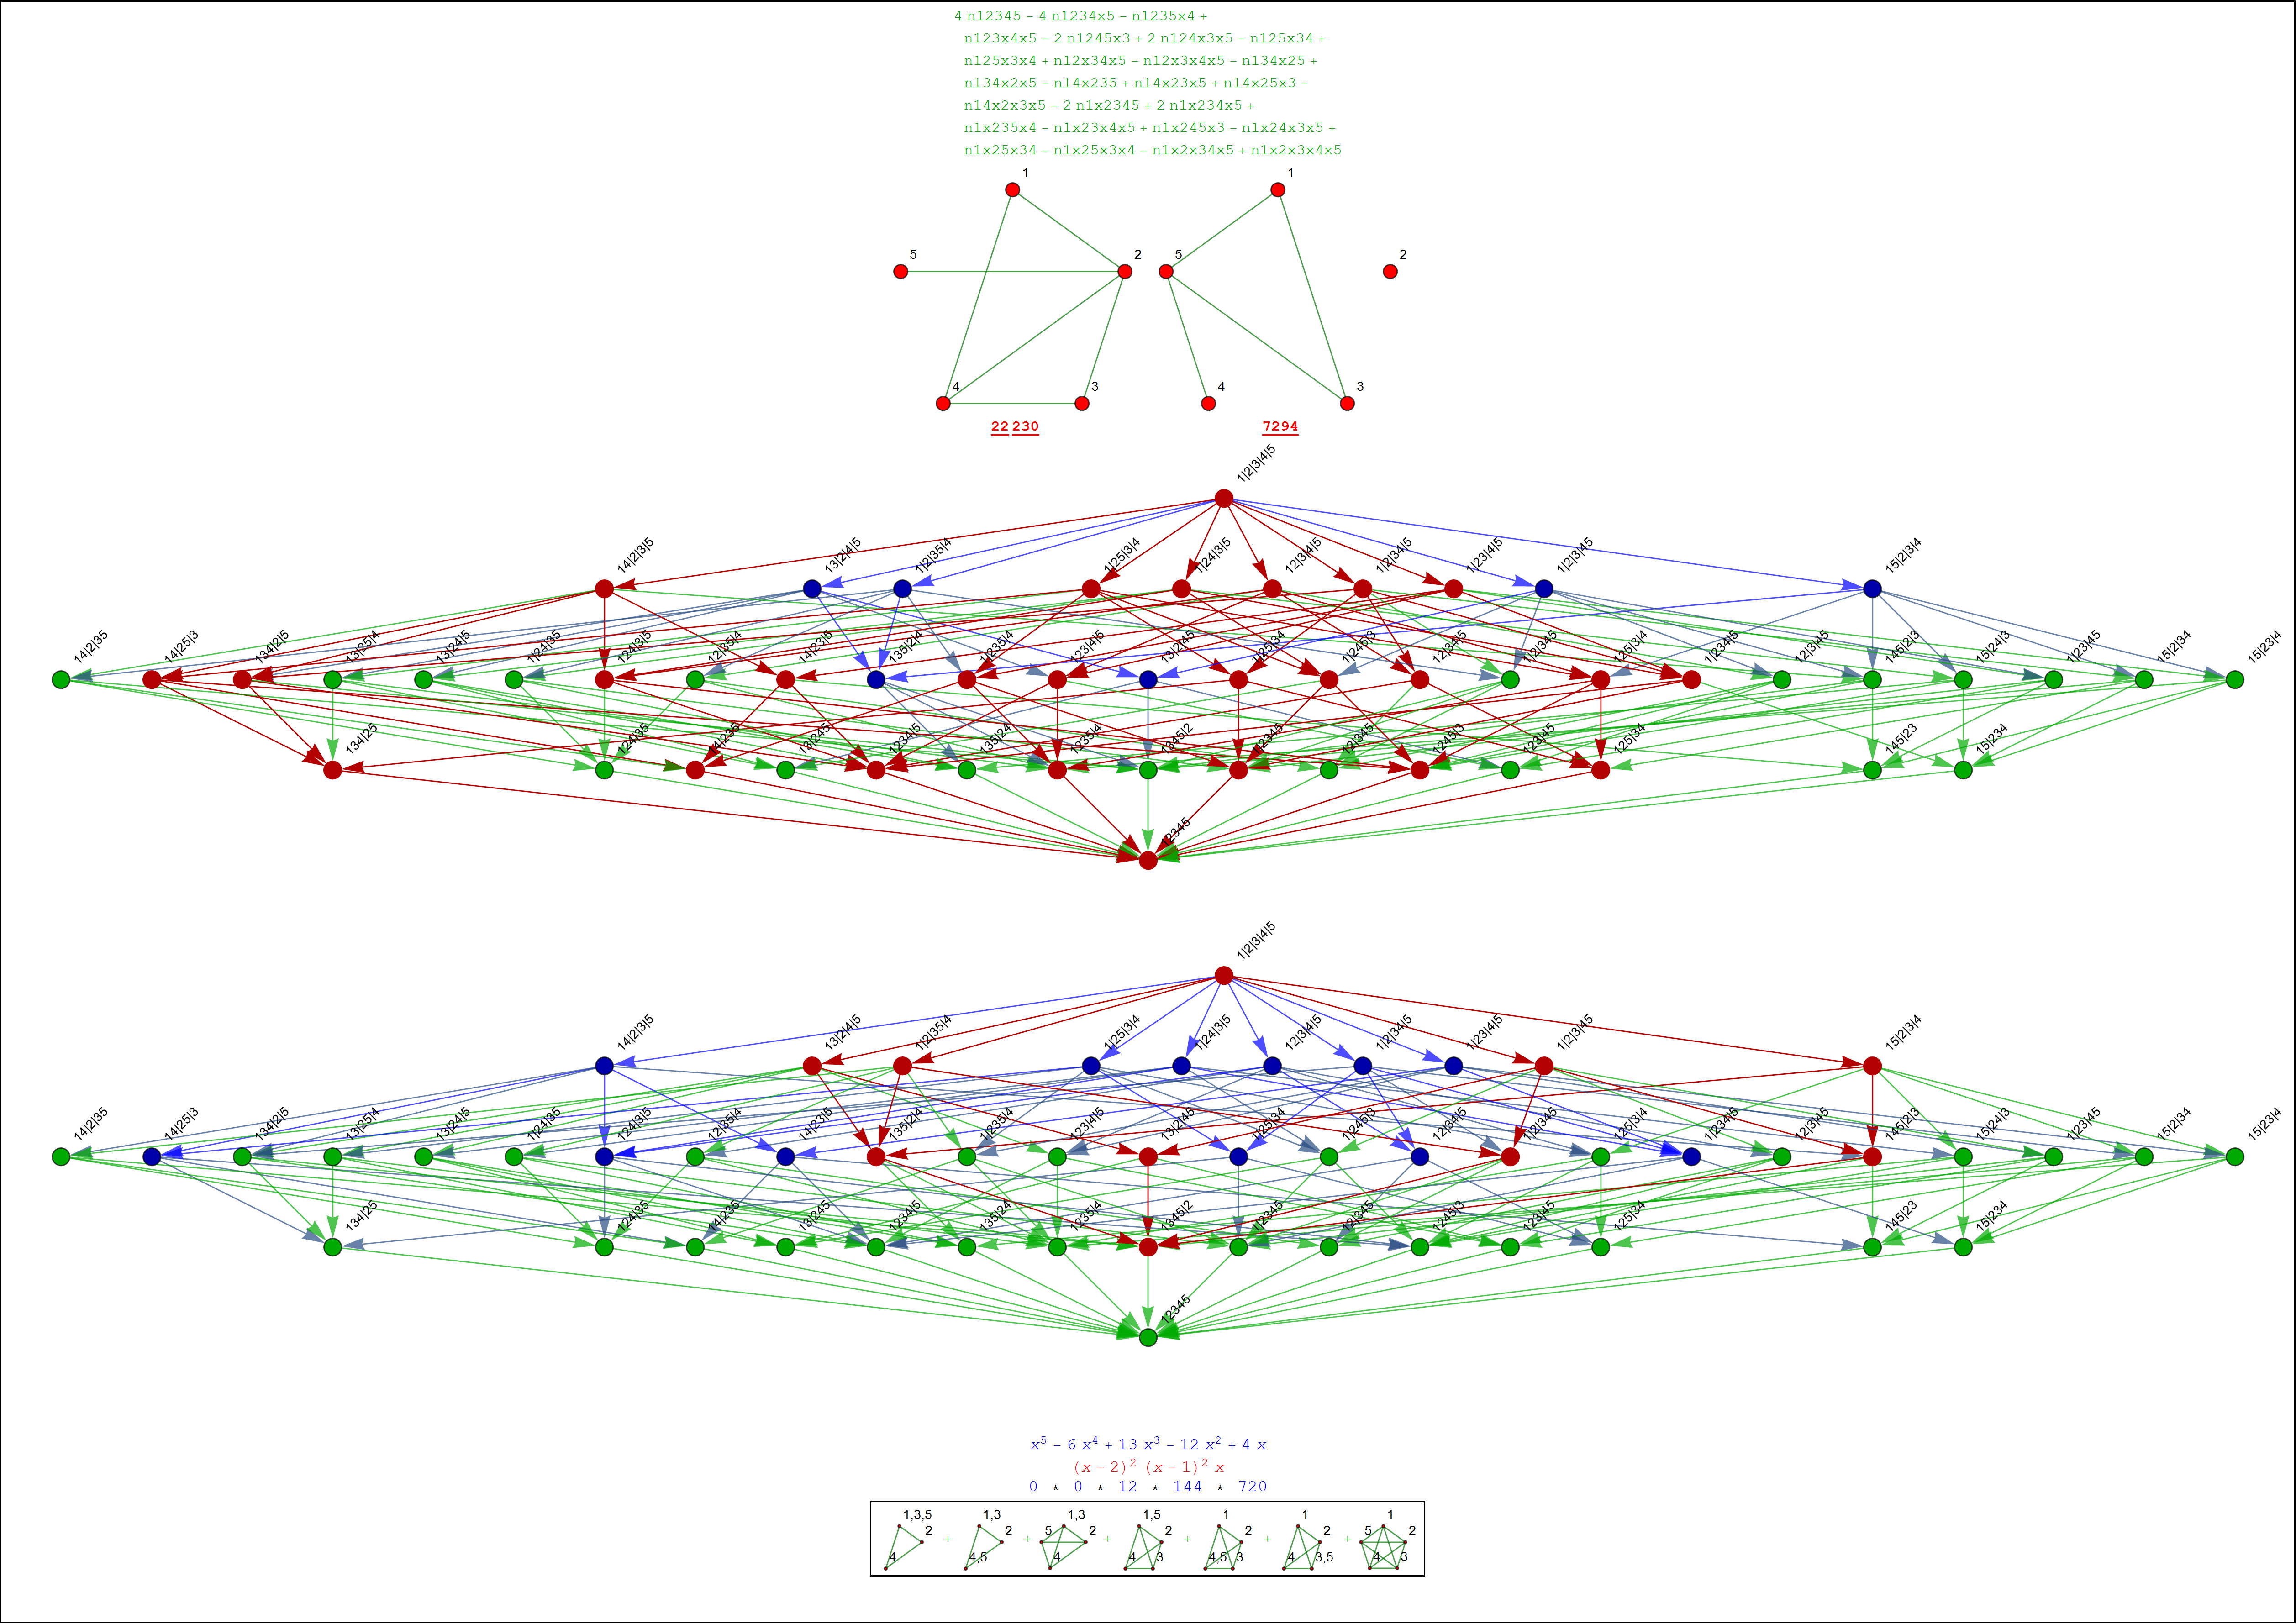 4 n12345 − 4 n1234x5 − n1235x4 +
n123x4x5 − 2 n1245x3 + 2 n124x3x5 − n125x34 +
n125x3x4 + n12x34x5 − n12x3x4x5 − n134x25 +
n134x2x5 − n14x235 + n14x23x5 + n14x25x3 −
n14x2x3x5 − 2 n1x2345 + 2 n1x234x5 +
n1x235x4 − n1x23x4x5 + n1x245x3 − n1x24x3x5 +
n1x25x34 − n1x25x3x4 − n1x2x34x5 + n1x2x3x4x5
1 1
5 2 5 2
4 3 4 3
22 230 7294
1|2|3|4|5
14|2|3|5 13|2|4|5 1|2|35|4 1|25|3|4 1|24|3|5 12|3|4|5 1|2|34|5 1|23|4|5 1|2|3|45 15|2|3|4
14|2|35 14|25|3 134|2|5 13|25|4 13|24|5 1|24|35 124|3|5 12|35|4 14|23|5 135|2|4 1|235|4 123|4|5 13|2|45 1|25|34 1|245|3 12|34|5 1|2|345 125|3|4 1|234|5 12|3|45 145|2|3 15|24|3 1|23|45 15|2|34 15|23|4
134|25 124|35 14|235 13|245 1234|5 135|24 1235|4 1345|2 1|2345 12|345 1245|3 123|45 125|34 145|23 15|234
12345
1|2|3|4|5
14|2|3|5 13|2|4|5 1|2|35|4 1|25|3|4 1|24|3|5 12|3|4|5 1|2|34|5 1|23|4|5 1|2|3|45 15|2|3|4
14|2|35 14|25|3 134|2|5 13|25|4 13|24|5 1|24|35 124|3|5 12|35|4 14|23|5 135|2|4 1|235|4 123|4|5 13|2|45 1|25|34 1|245|3 12|34|5 1|2|345 125|3|4 1|234|5 12|3|45 145|2|3 15|24|3 1|23|45 15|2|34 15|23|4
134|25 124|35 14|235 13|245 1234|5 135|24 1235|4 1345|2 1|2345 12|345 1245|3 123|45 125|34 145|23 15|234
12345
x⁵ − 6 x⁴ + 13 x³ − 12 x² + 4 x
(x − 2)² (x − 1)² x
0 * 0 * 12 * 144 * 720
1,3,5 1,3 1,3 1,5 1 1 1
2 2 5 2 2 2 2 5 2
+ + + + + +
4 4,5 4 4 3 4,5 3 4 3,5 4 3